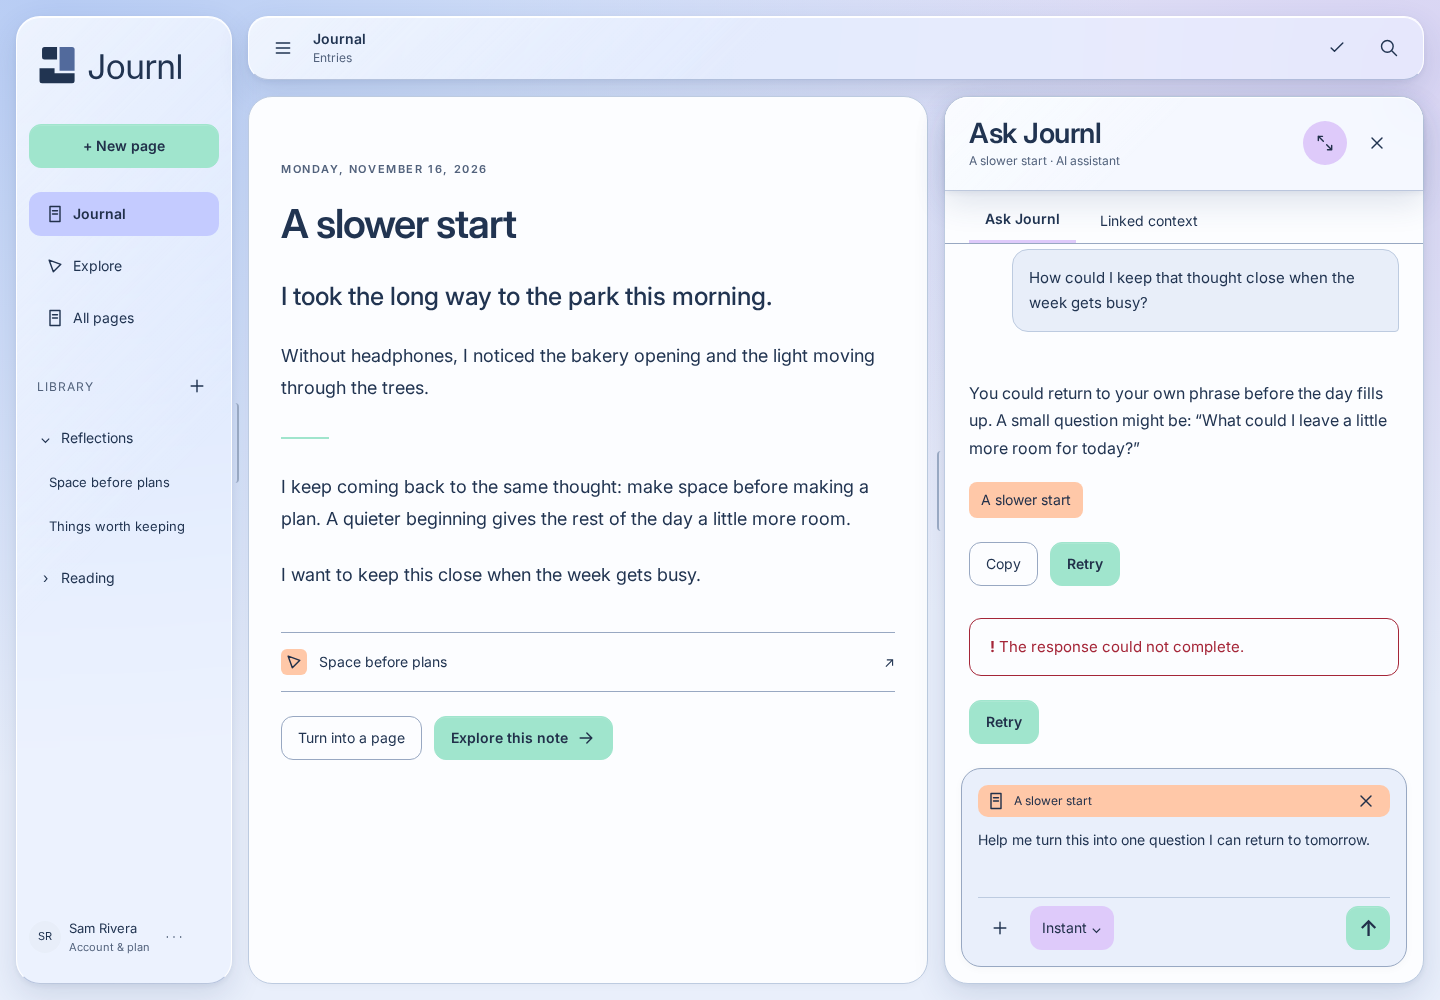 Journl
+ New page
Journal
Explore
All pages
LIBRARY
Reflections
Space before plans
Things worth keeping
Reading
SR
Sam Rivera
Account & plan
Journal
Entries
MONDAY, NOVEMBER 16, 2026
A slower start
I took the long way to the park this morning.
Without headphones, I noticed the bakery opening and the light moving
through the trees.
I keep coming back to the same thought: make space before making a
plan. A quieter beginning gives the rest of the day a little more room.
I want to keep this close when the week gets busy.
Space before plans
Turn into a page
Explore this note
Ask Journl
A slower start · AI assistant
Ask Journl
Linked context
How could I keep that thought close when the
week gets busy?
You could return to your own phrase before the day fills
up. A small question might be: “What could I leave a little
more room for today?”
A slower start
Copy
Retry
! The response could not complete.
Retry
A slower start
Help me turn this into one question I can return to tomorrow.
Instant